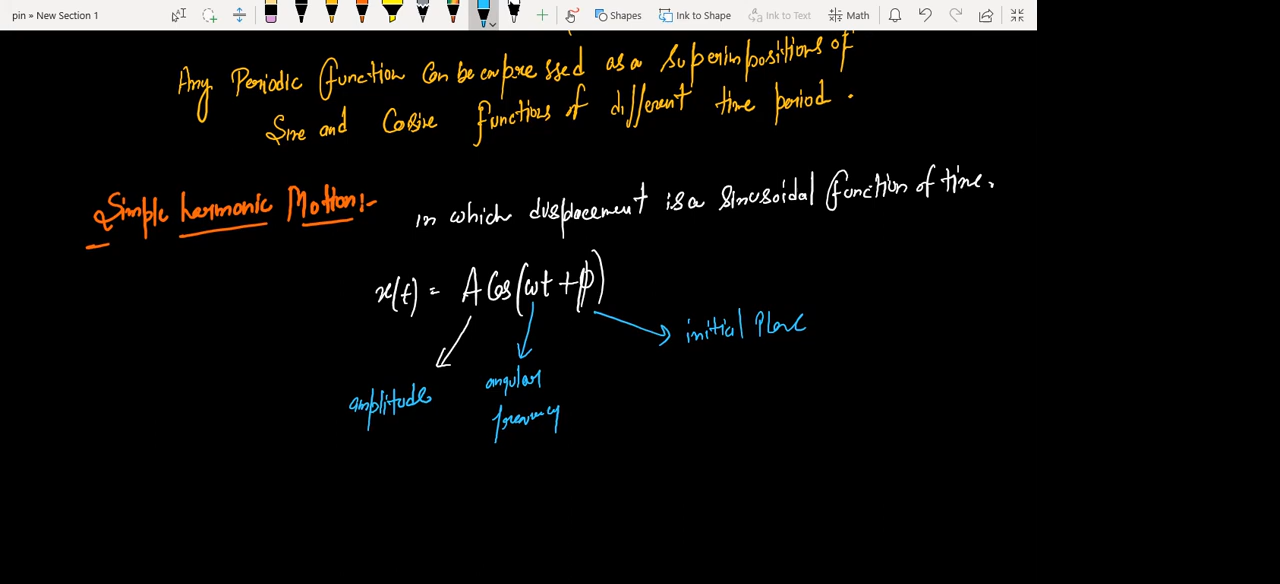 pin » New Section 1
Shapes
Ink to Shape
Ink to Text
Math
Any Periodic function Can be expressed as a Superimpositions of
Sine and Cosine functions of different time period.
Simple harmonic Motion:-
in which displacement is a sinusoidal function of time.
x(t) = A Cos(ωt + φ)
initial Phase
amplitude
angular
frequency